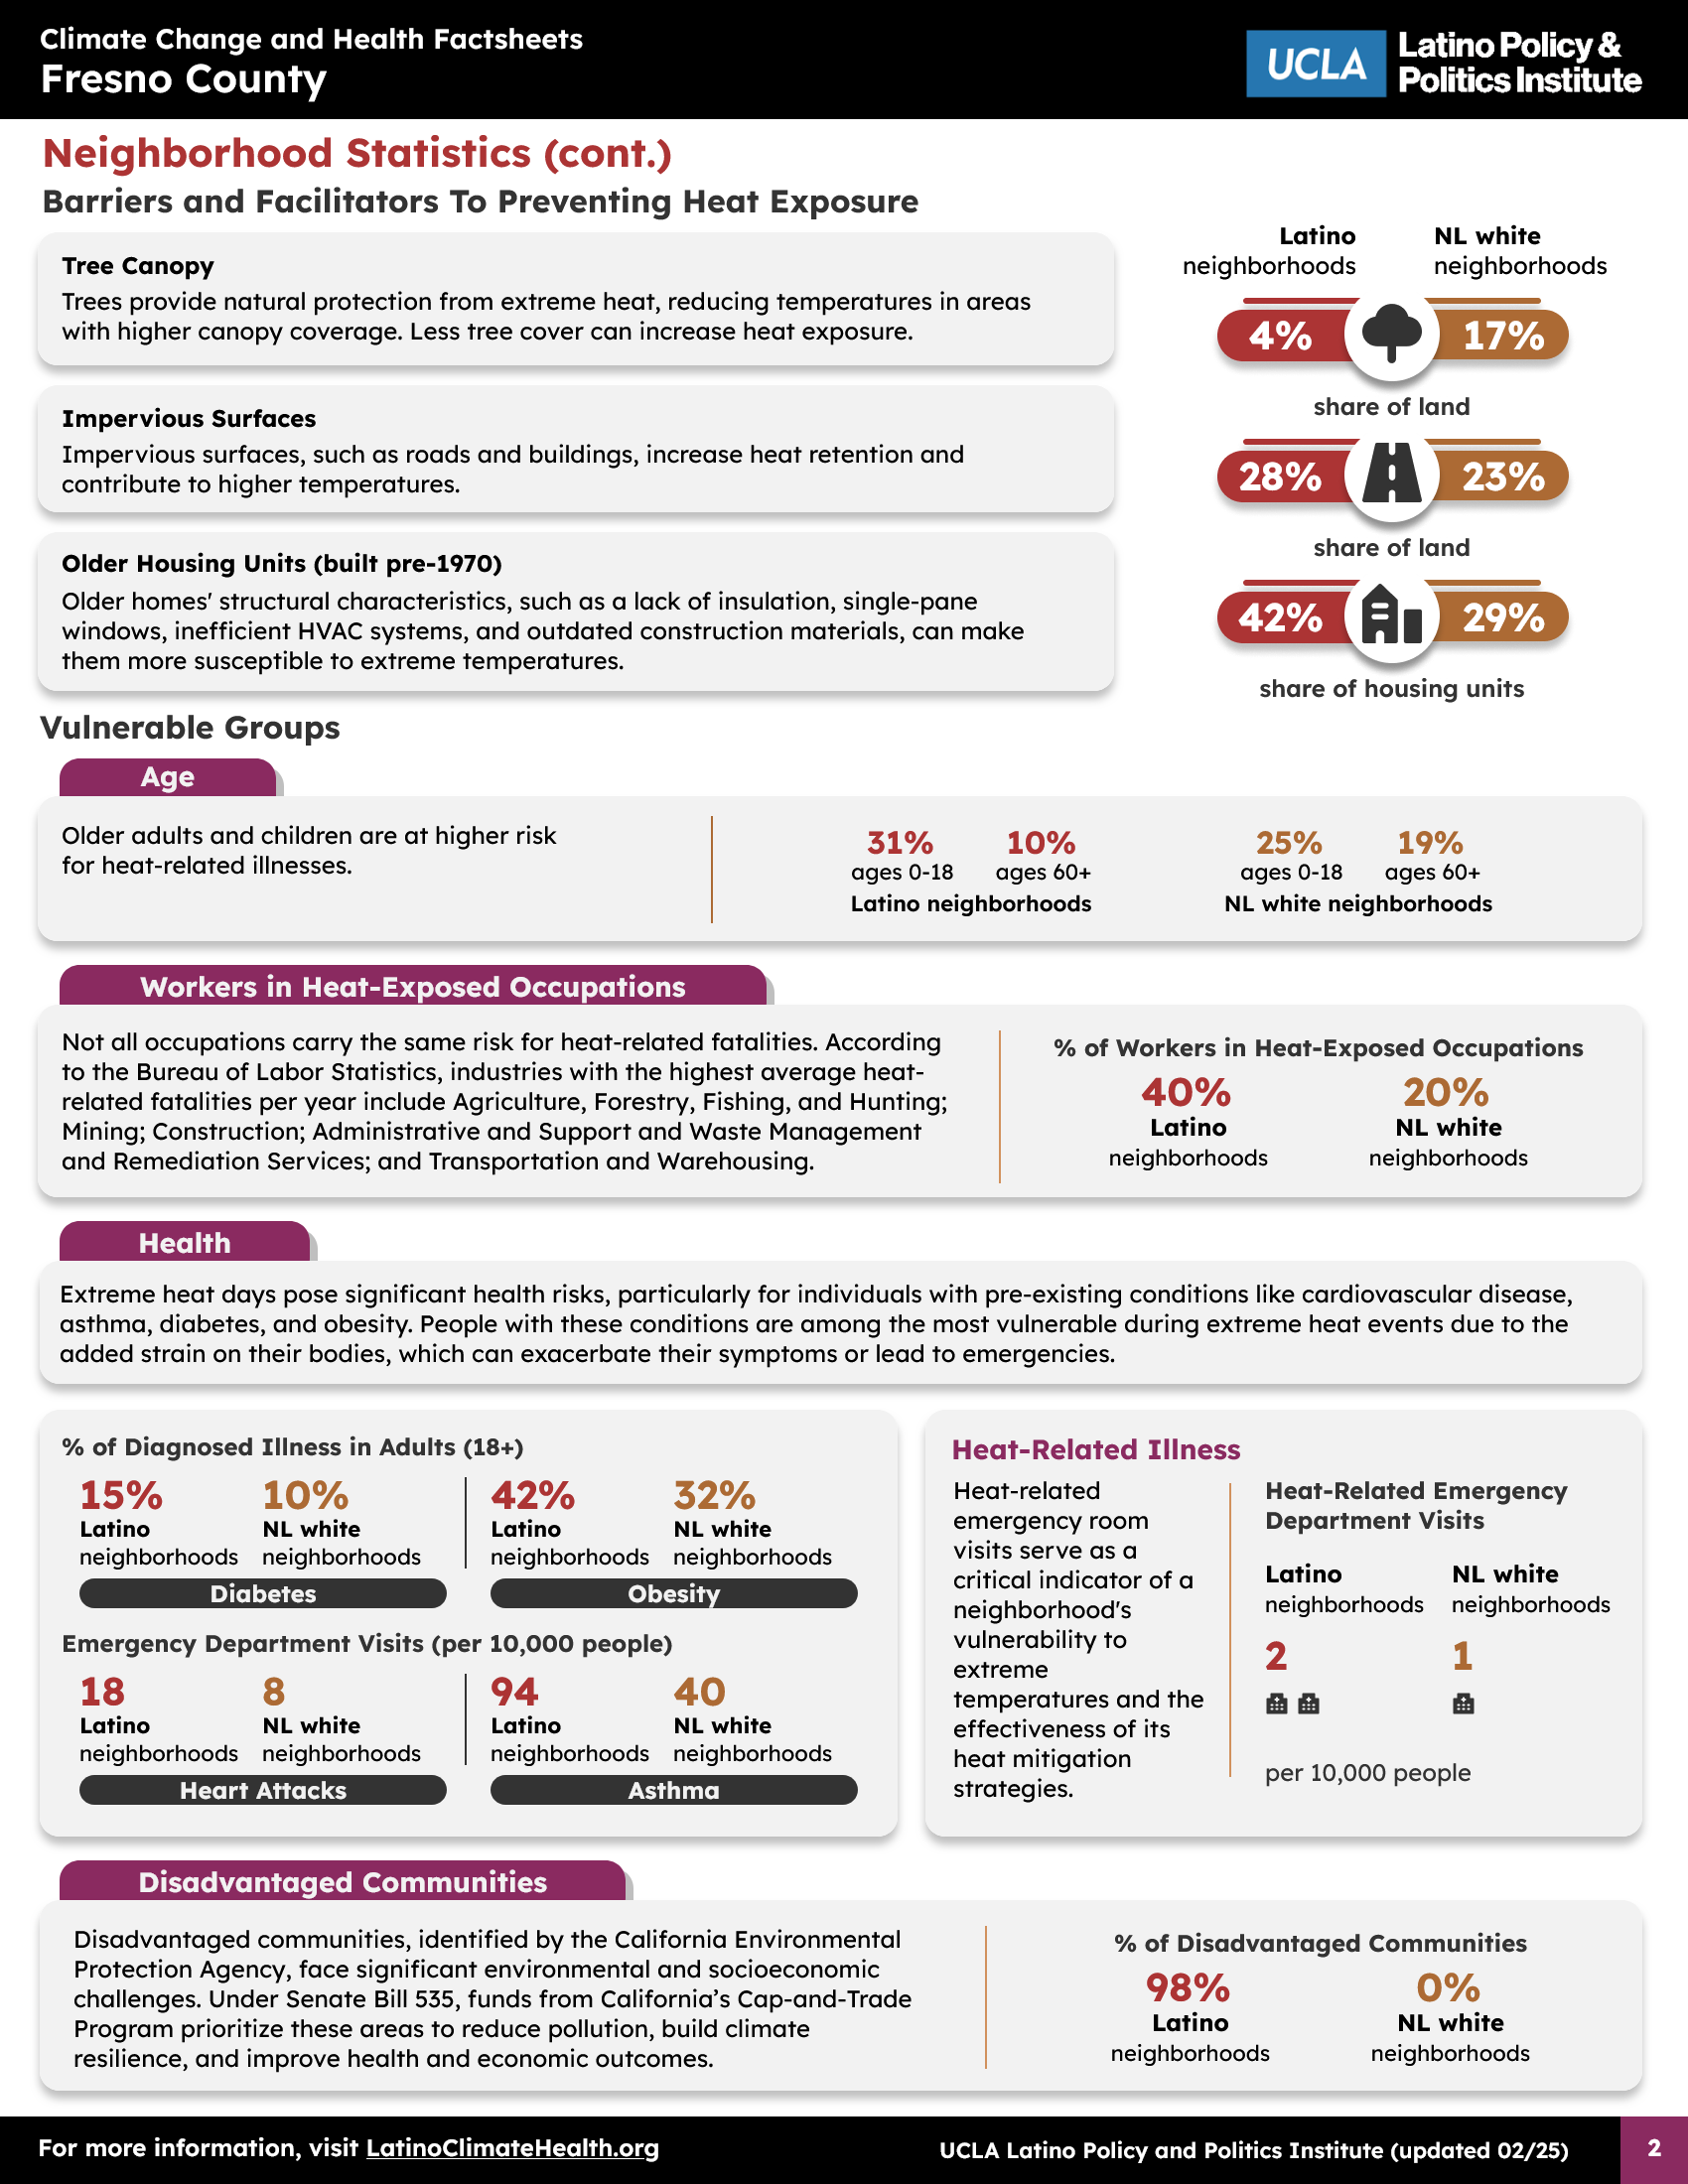 Climate Change and Health Factsheets
Fresno County
UCLA
Latino Policy &
Politics Institute
Neighborhood Statistics (cont.)
Barriers and Facilitators To Preventing Heat Exposure
Tree Canopy
Trees provide natural protection from extreme heat, reducing temperatures in areas
with higher canopy coverage. Less tree cover can increase heat exposure.
Latino
neighborhoods
NL white
neighborhoods
4%
17%
share of land
Impervious Surfaces
Impervious surfaces, such as roads and buildings, increase heat retention and
contribute to higher temperatures.
28%
23%
share of land
Older Housing Units (built pre-1970)
Older homes' structural characteristics, such as a lack of insulation, single-pane
windows, inefficient HVAC systems, and outdated construction materials, can make
them more susceptible to extreme temperatures.
42%
29%
share of housing units
Vulnerable Groups
Age
Older adults and children are at higher risk
for heat-related illnesses.
31%
ages 0-18
10%
ages 60+
Latino neighborhoods
25%
ages 0-18
19%
ages 60+
NL white neighborhoods
Workers in Heat-Exposed Occupations
Not all occupations carry the same risk for heat-related fatalities. According
to the Bureau of Labor Statistics, industries with the highest average heat-
related fatalities per year include Agriculture, Forestry, Fishing, and Hunting;
Mining; Construction; Administrative and Support and Waste Management
and Remediation Services; and Transportation and Warehousing.
% of Workers in Heat-Exposed Occupations
40%
Latino
neighborhoods
20%
NL white
neighborhoods
Health
Extreme heat days pose significant health risks, particularly for individuals with pre-existing conditions like cardiovascular disease,
asthma, diabetes, and obesity. People with these conditions are among the most vulnerable during extreme heat events due to the
added strain on their bodies, which can exacerbate their symptoms or lead to emergencies.
% of Diagnosed Illness in Adults (18+)
15%
Latino
neighborhoods
10%
NL white
neighborhoods
Diabetes
42%
Latino
neighborhoods
32%
NL white
neighborhoods
Obesity
Emergency Department Visits (per 10,000 people)
18
Latino
neighborhoods
8
NL white
neighborhoods
Heart Attacks
94
Latino
neighborhoods
40
NL white
neighborhoods
Asthma
Heat-Related Illness
Heat-related
emergency room
visits serve as a
critical indicator of a
neighborhood's
vulnerability to
extreme
temperatures and the
effectiveness of its
heat mitigation
strategies.
Heat-Related Emergency
Department Visits
Latino
neighborhoods
NL white
neighborhoods
2
1
per 10,000 people
Disadvantaged Communities
Disadvantaged communities, identified by the California Environmental
Protection Agency, face significant environmental and socioeconomic
challenges. Under Senate Bill 535, funds from California’s Cap-and-Trade
Program prioritize these areas to reduce pollution, build climate
resilience, and improve health and economic outcomes.
% of Disadvantaged Communities
98%
Latino
neighborhoods
0%
NL white
neighborhoods
For more information, visit LatinoClimateHealth.org
UCLA Latino Policy and Politics Institute (updated 02/25)
2